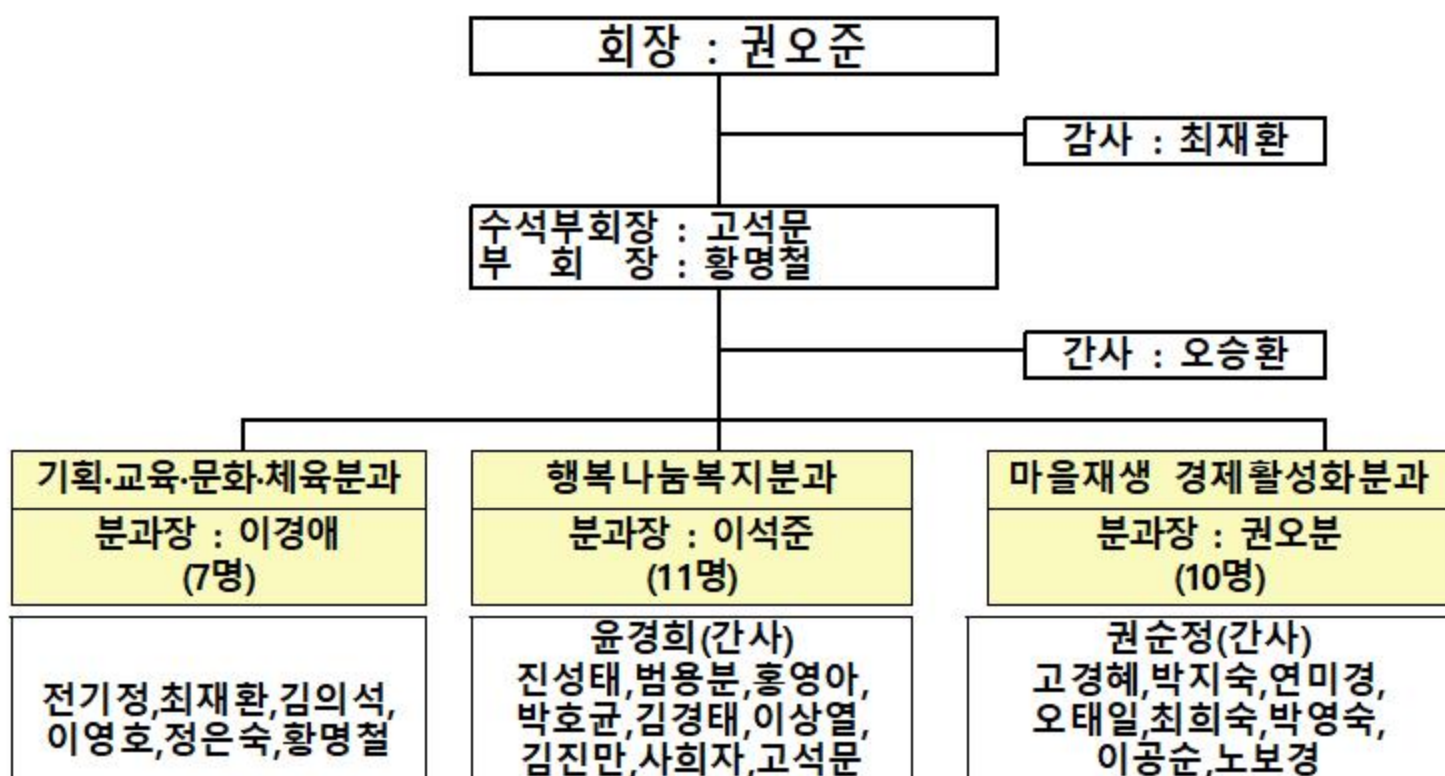 회장 : 권오준
감사 : 최재환
수석부회장 : 고석문
부 회 장 : 황명철
간사 : 오승환
기획·교육·문화·체육분과
분과장 : 이경애
(7명)
전기정,최재환,김의석,
이영호,정은숙,황명철
행복나눔복지분과
분과장 : 이석준
(11명)
윤경희(간사)
진성태,범용분,홍영아,
박호균,김경태,이상열,
김진만,사희자,고석문
마을재생 경제활성화분과
분과장 : 권오분
(10명)
권순정(간사)
고경혜,박지숙,연미경,
오태일,최희숙,박영숙,
이공순,노보경